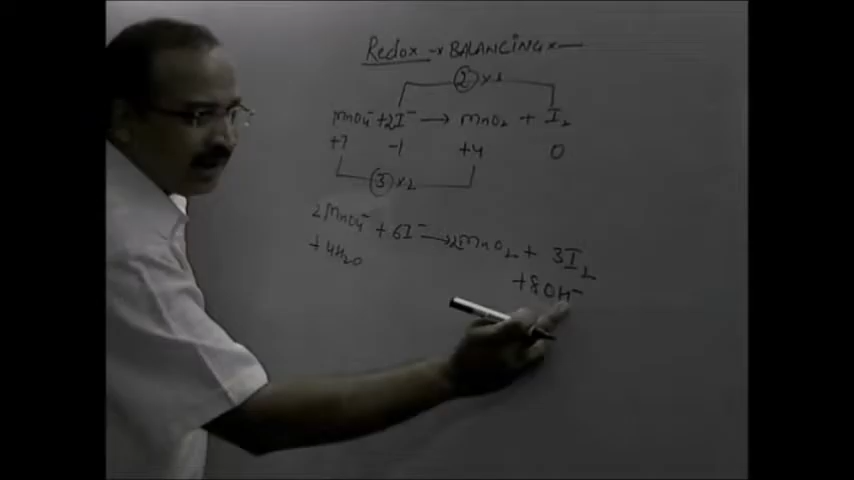 Redox → BALANCING
2 x 3
MnO4⁻ + 2I⁻ → MnO2 + I2
+7 -1 +4 0
3 x 2
2MnO4⁻ + 6I⁻ → 2MnO2 + 3I2
+4H2O +8OH⁻